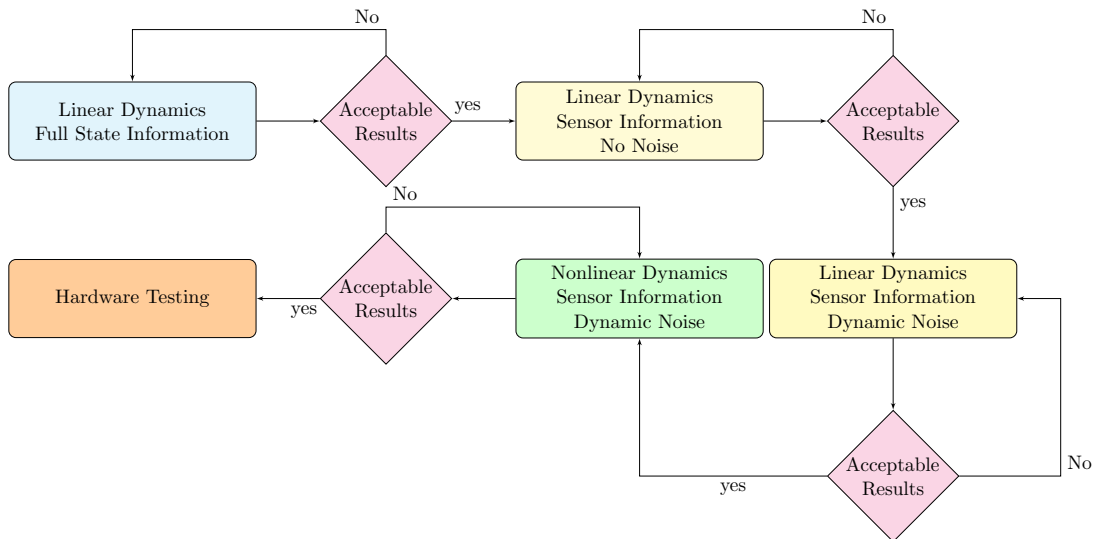 No
No
Linear Dynamics
Full State Information
Acceptable
Results
yes
Linear Dynamics
Sensor Information
No Noise
Acceptable
Results
No
yes
Hardware Testing
yes
Acceptable
Results
Nonlinear Dynamics
Sensor Information
Dynamic Noise
Linear Dynamics
Sensor Information
Dynamic Noise
yes
Acceptable
Results
No